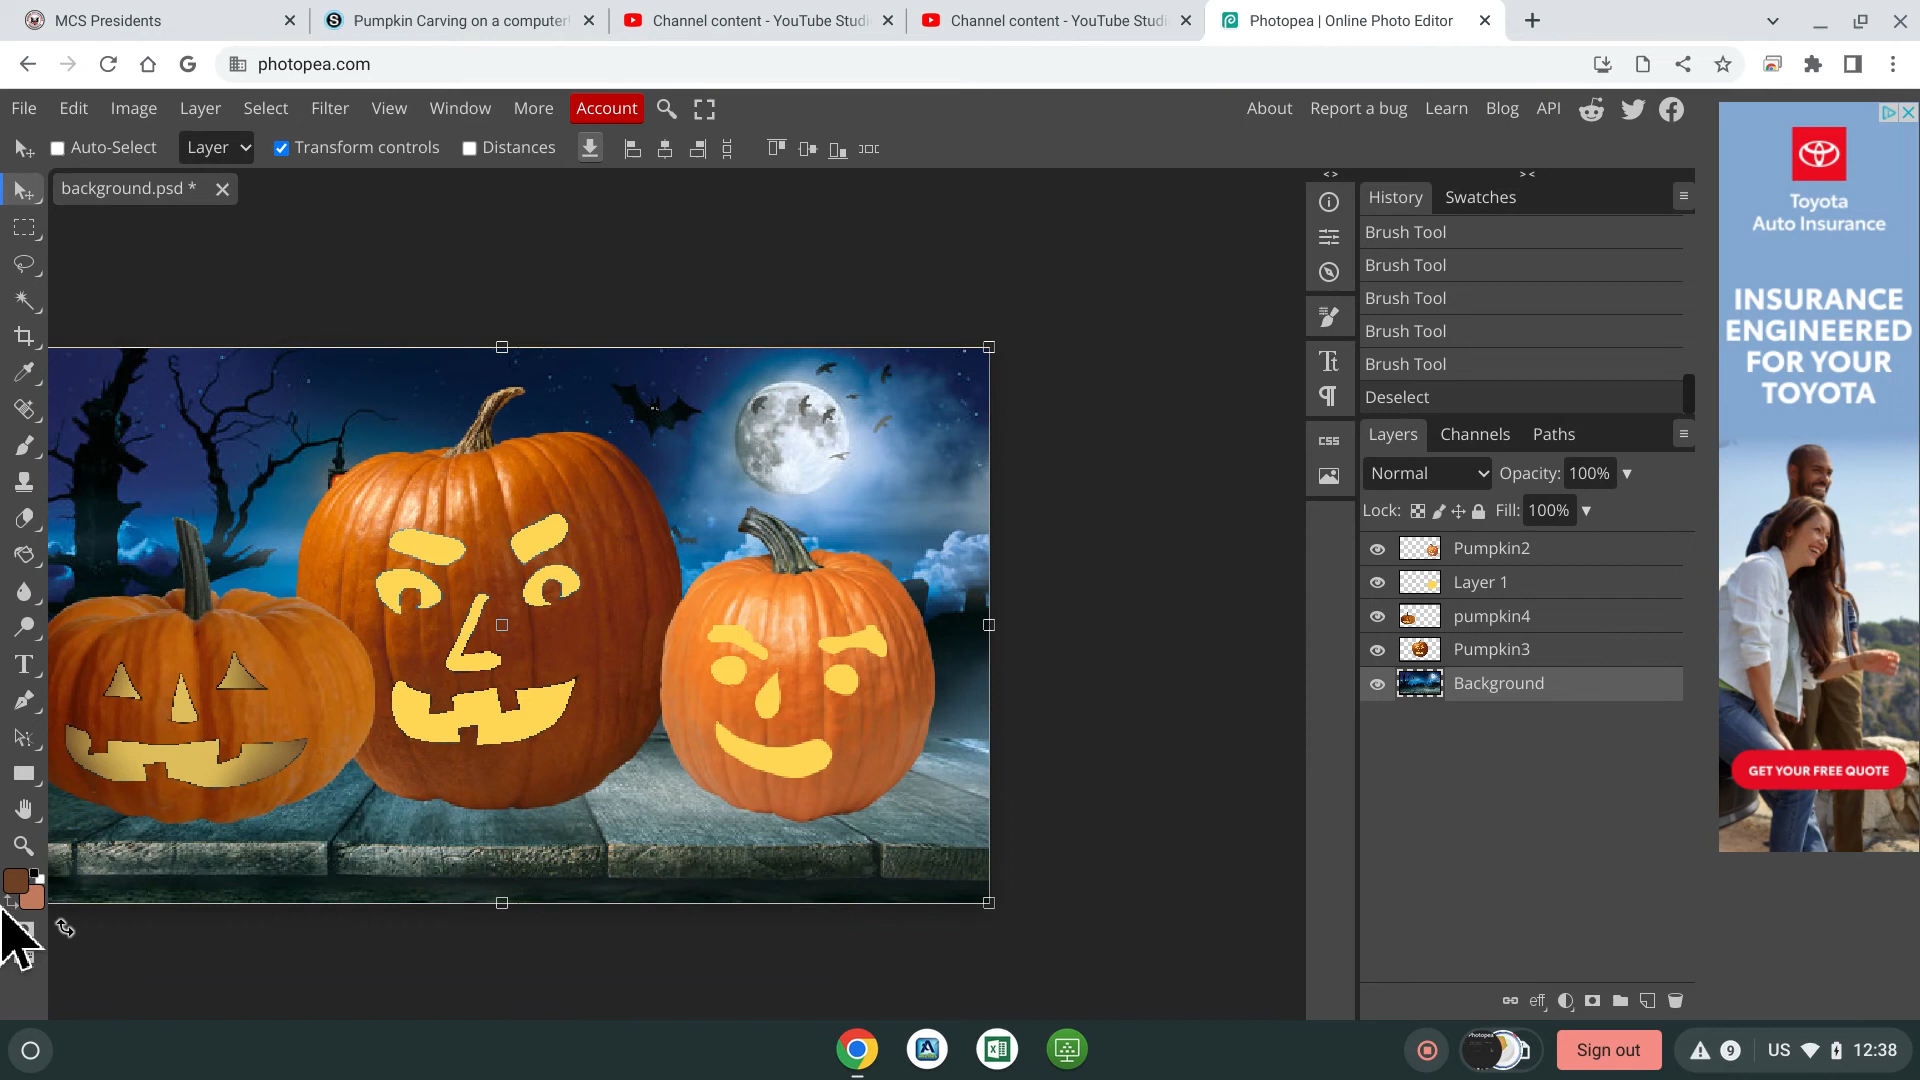 MCS Presidents
Pumpkin Carving on a computer
Channel content - YouTube Studi
Channel content - YouTube Studi
Photopea | Online Photo Editor
photopea.com
File Edit Image Layer Select Filter View Window More Account
About Report a bug Learn Blog API
Auto-Select Layer Transform controls Distances
background.psd *
History Swatches
Brush Tool
Brush Tool
Brush Tool
Brush Tool
Brush Tool
Deselect
Layers Channels Paths
Normal Opacity: 100%
Lock: Fill: 100%
Pumpkin2
Layer 1
pumpkin4
Pumpkin3
Background
CSS
eff
Toyota
Auto Insurance
INSURANCE
ENGINEERED
FOR YOUR
TOYOTA
GET YOUR FREE QUOTE
Sign out
9
US
12:38